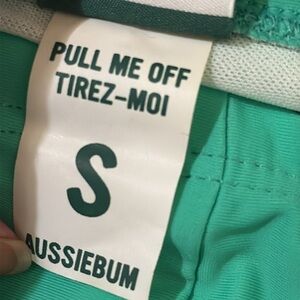 PULL ME OFF
TIREZ-MOI
S
AUSSIEBUM